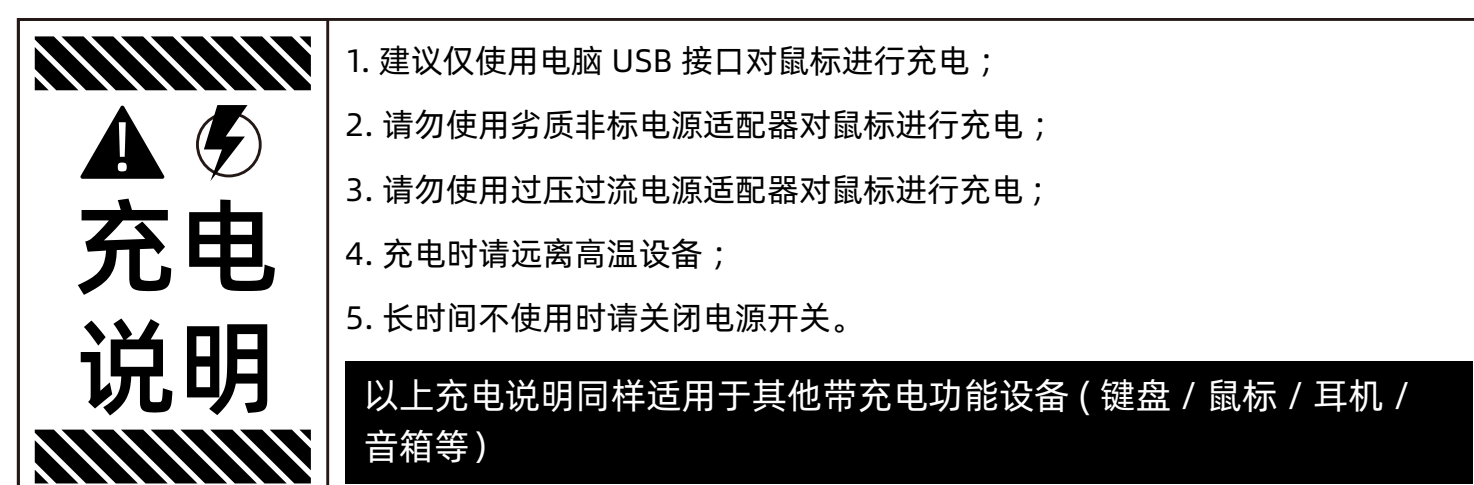 充电
说明
1. 建议仅使用电脑 USB 接口对鼠标进行充电；
2. 请勿使用劣质非标电源适配器对鼠标进行充电；
3. 请勿使用过压过流电源适配器对鼠标进行充电；
4. 充电时请远离高温设备；
5. 长时间不使用时请关闭电源开关。
以上充电说明同样适用于其他带充电功能设备 ( 键盘 / 鼠标 / 耳机 /
音箱等 )